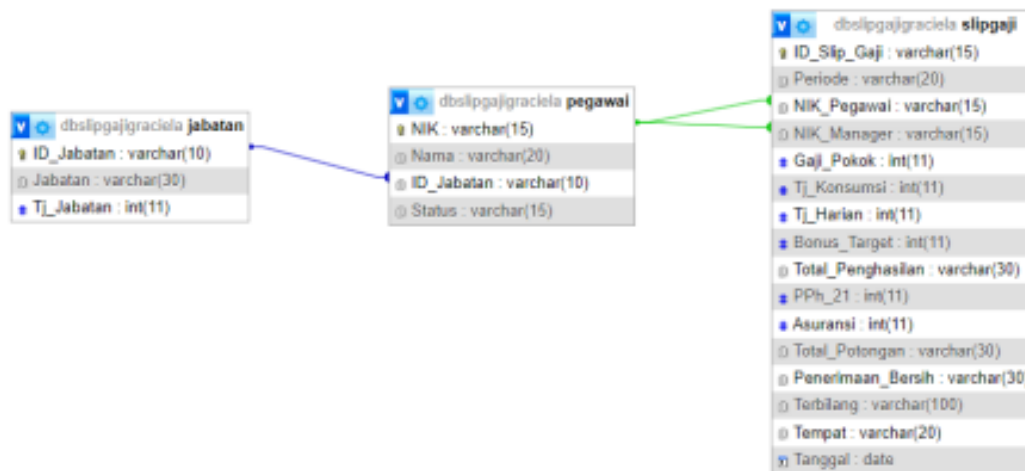 dbslipgajigraciela jabatan
ID_Jabatan : varchar(10)
Jabatan : varchar(30)
Tj_Jabatan : int(11)
dbslipgajigraciela pegawai
NIK : varchar(15)
Nama : varchar(20)
ID_Jabatan : varchar(10)
Status : varchar(15)
dbslipgajigraciela slipgaji
ID_Slip_Gaji : varchar(15)
Periode : varchar(20)
NIK_Pegawai : varchar(15)
NIK_Manager : varchar(15)
Gaji_Pokok : int(11)
Tj_Konsumsi : int(11)
Tj_Harian : int(11)
Bonus_Target : int(11)
Total_Penghasilan : varchar(30)
PPh_21 : int(11)
Asuransi : int(11)
Total_Potongan : varchar(30)
Penerimaan_Bersih : varchar(30
Terbilang : varchar(100)
Tempat : varchar(20)
Tanggal : date